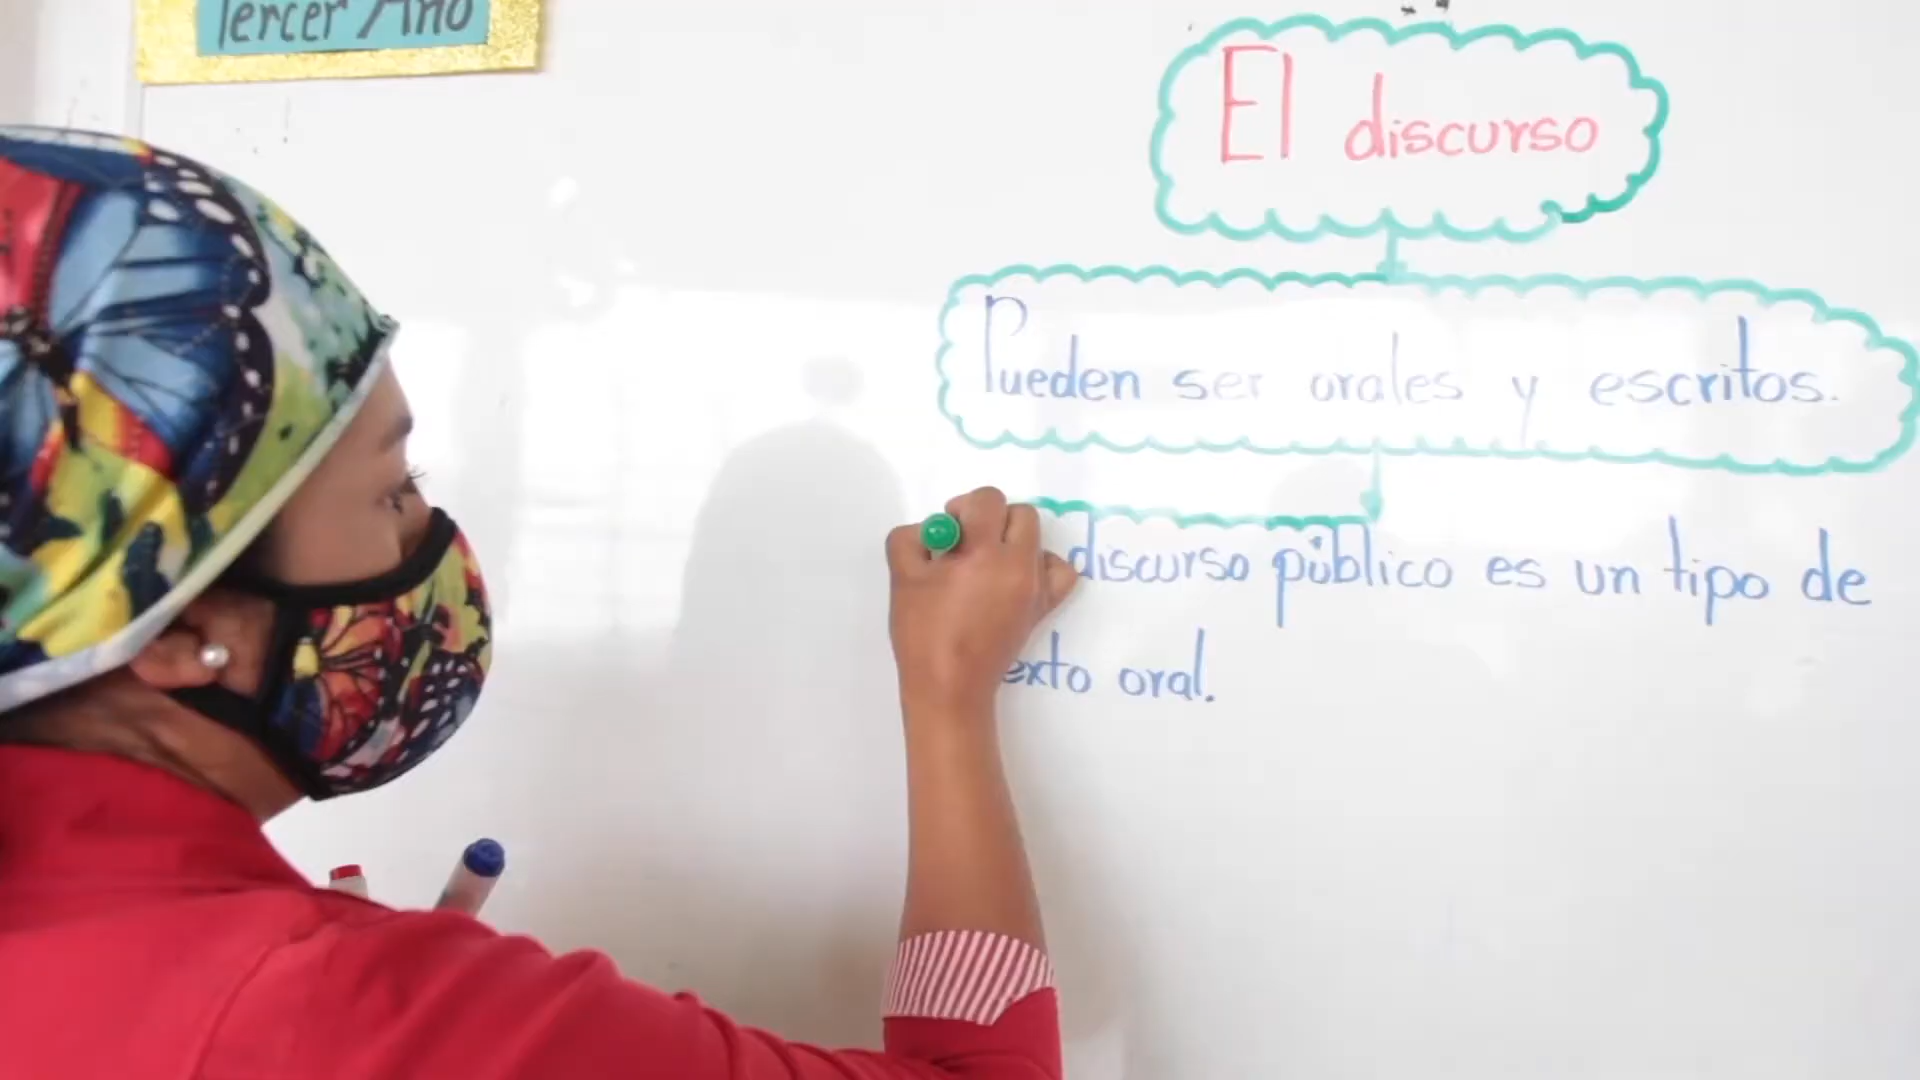 Tercer Año
El discurso
Pueden ser orales y escritos.
discurso público es un tipo de
exto oral.